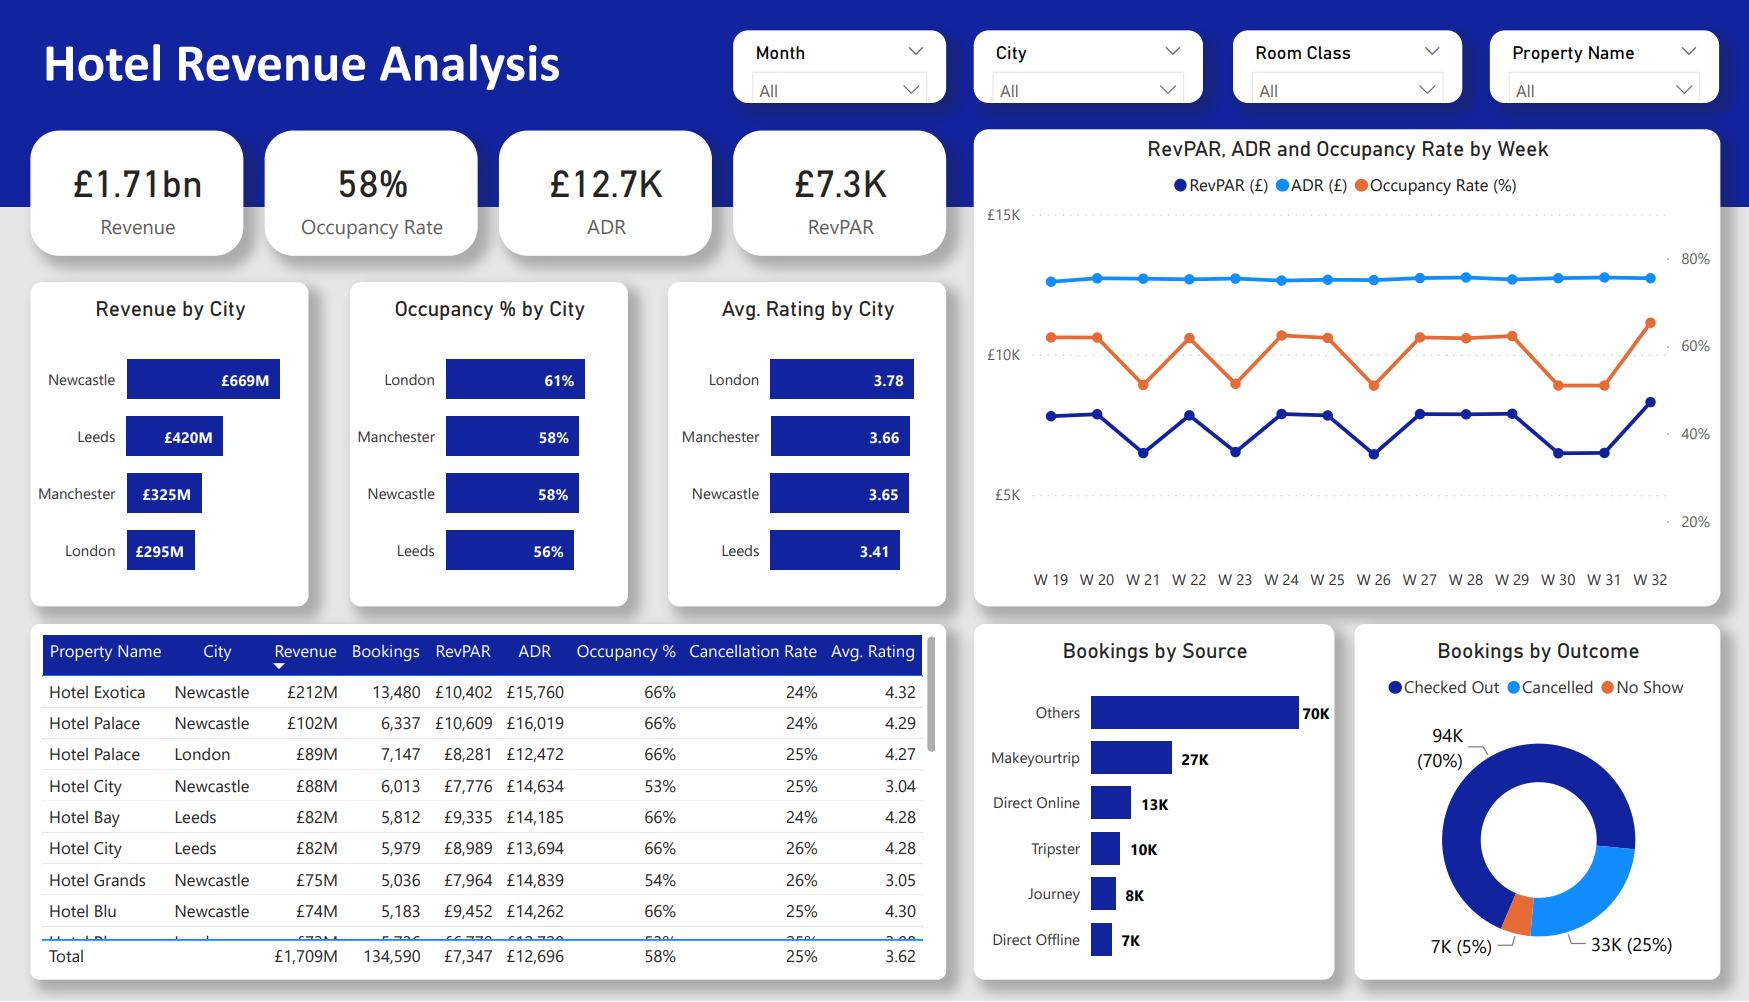 Hotel Revenue Analysis
Month
All
City
All
Room Class
All
Property Name
All
£1.71bn
Revenue
58%
Occupancy Rate
£12.7K
ADR
£7.3K
RevPAR
RevPAR, ADR and Occupancy Rate by Week
RevPAR (£) ADR (£) Occupancy Rate (%)
£15K
£10K
£5K
80%
60%
40%
20%
W 19 W 20 W 21 W 22 W 23 W 24 W 25 W 26 W 27 W 28 W 29 W 30 W 31 W 32
Revenue by City
Newcastle £669M
Leeds £420M
Manchester £325M
London £295M
Occupancy % by City
London 61%
Manchester 58%
Newcastle 58%
Leeds 56%
Avg. Rating by City
London 3.78
Manchester 3.66
Newcastle 3.65
Leeds 3.41
Property Name City Revenue Bookings RevPAR ADR Occupancy % Cancellation Rate Avg. Rating
Hotel Exotica Newcastle £212M 13,480 £10,402 £15,760 66% 24% 4.32
Hotel Palace Newcastle £102M 6,337 £10,609 £16,019 66% 24% 4.29
Hotel Palace London £89M 7,147 £8,281 £12,472 66% 25% 4.27
Hotel City Newcastle £88M 6,013 £7,776 £14,634 53% 25% 3.04
Hotel Bay Leeds £82M 5,812 £9,335 £14,185 66% 24% 4.28
Hotel City Leeds £82M 5,979 £8,989 £13,694 66% 26% 4.28
Hotel Grands Newcastle £75M 5,036 £7,964 £14,839 54% 26% 3.05
Hotel Blu Newcastle £74M 5,183 £9,452 £14,262 66% 25% 4.30
Total £1,709M 134,590 £7,347 £12,696 58% 25% 3.62
Bookings by Source
Others 70K
Makeyourtrip 27K
Direct Online 13K
Tripster 10K
Journey 8K
Direct Offline 7K
Bookings by Outcome
Checked Out Cancelled No Show
94K
(70%)
7K (5%)
33K (25%)